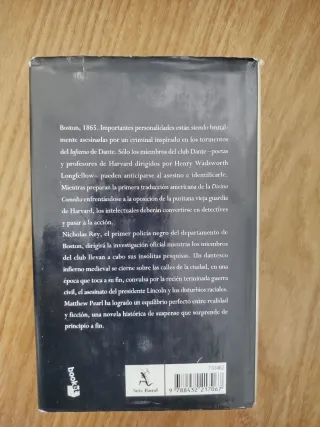 Boston, 1865. Importantes personalidades están siendo brutal-
mente asesinadas por un criminal inspirado en los tormentos
del Infierno de Dante. Sólo los miembros del club Dante –poetas
y profesores de Harvard dirigidos por Henry Wadsworth
Longfellow– pueden anticiparse al asesino e identificarle.
Mientras preparan la primera traducción americana de la Divina
Comedia enfrentándose a la oposición de la puritana vieja guardia
de Harvard, los intelectuales deberán convertirse en detectives
y pasar a la acción.
Nicholas Rey, el primer policía negro del departamento de
Boston, dirigirá la investigación oficial mientras los miembros
del club llevan a cabo sus insólitas pesquisas. Un dantesco
infierno medieval se cierne sobre las calles de la ciudad, en una
época que toca a su fin, convulsa por la recién terminada guerra
civil, el asesinato del presidente Lincoln y los disturbios raciales.
Matthew Pearl ha logrado un equilibrio perfecto entre realidad
y ficción, una novela histórica de suspense que sorprende de
principio a fin.
booket
Seix Barral
9 788432 217067